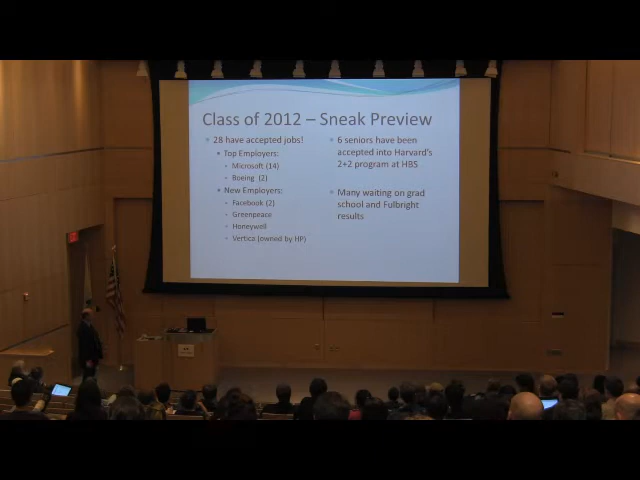 Class of 2012 – Sneak Preview
• 28 have accepted jobs!
• Top Employers:
• Microsoft (14)
• Boeing (2)
• New Employers:
• Facebook (2)
• Greenpeace
• Honeywell
• Vertica (owned by HP)
• 6 seniors have been
accepted into Harvard's
2+2 program at HBS
• Many waiting on grad
school and Fulbright
results